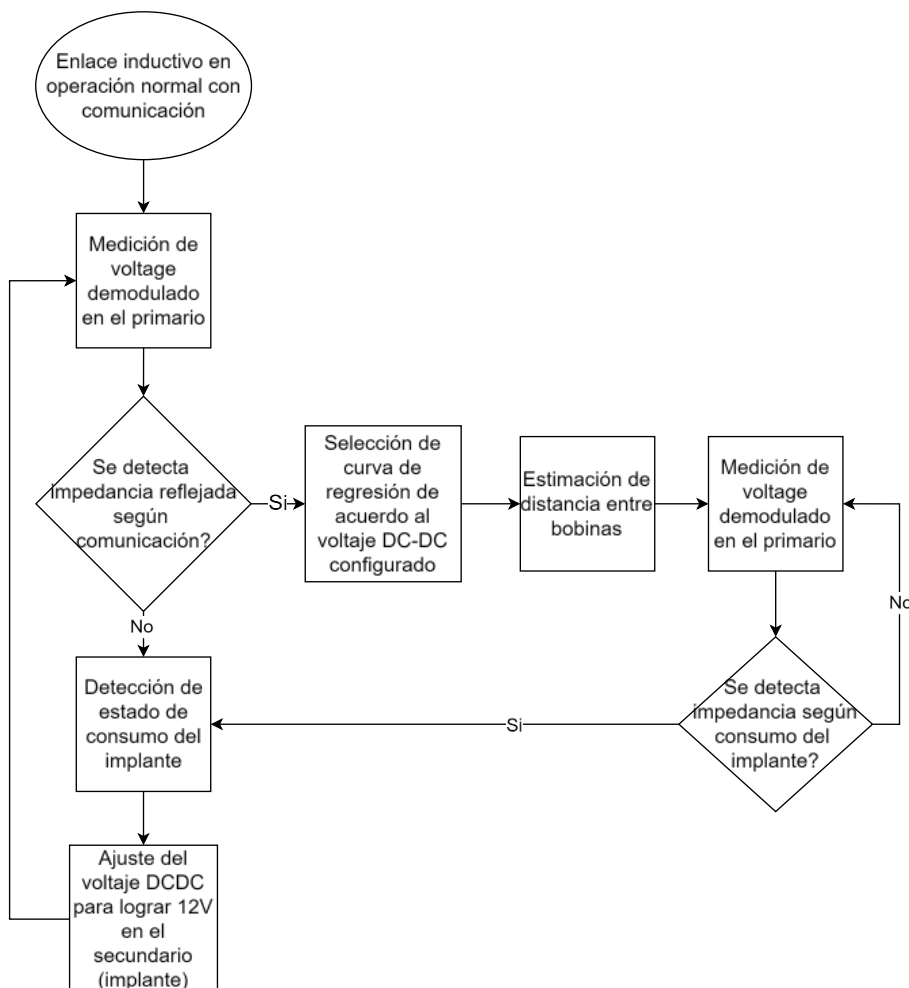 Enlace inductivo en
operación normal con
comunicación
Medición de
voltage
demodulado
en el primario
Se detecta
impedancia reflejada
según
comunicación?
Si
Selección de
curva de
regresión de
acuerdo al
voltaje DC-DC
configurado
Estimación de
distancia entre
bobinas
Medición de
voltage
demodulado
en el primario
No
No
Se detecta
impedancia según
consumo del
implante?
Si
Detección de
estado de
consumo del
implante
Ajuste del
voltaje DCDC
para lograr 12V
en el
secundario
(implante)